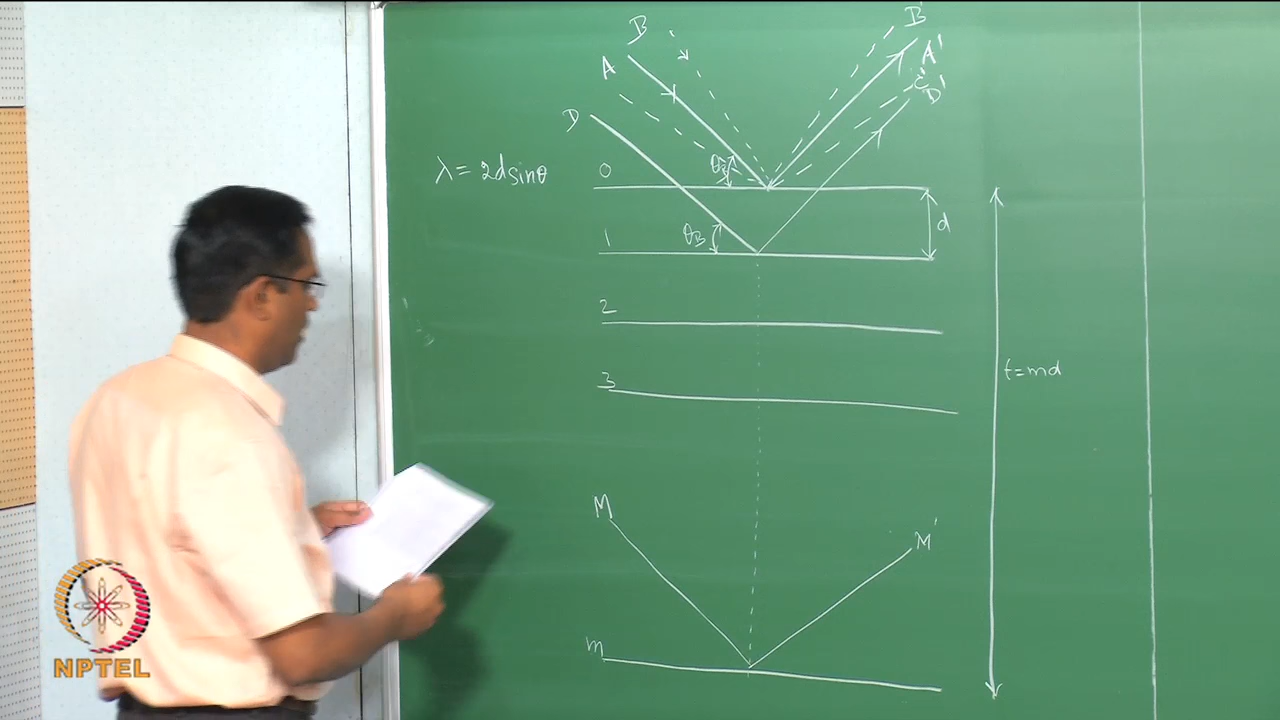 B
B'
A
A'
C'
D
D'
λ = 2d sinθ
0
θB
d
1
θB
2
3
t=md
M
M'
m
NPTEL